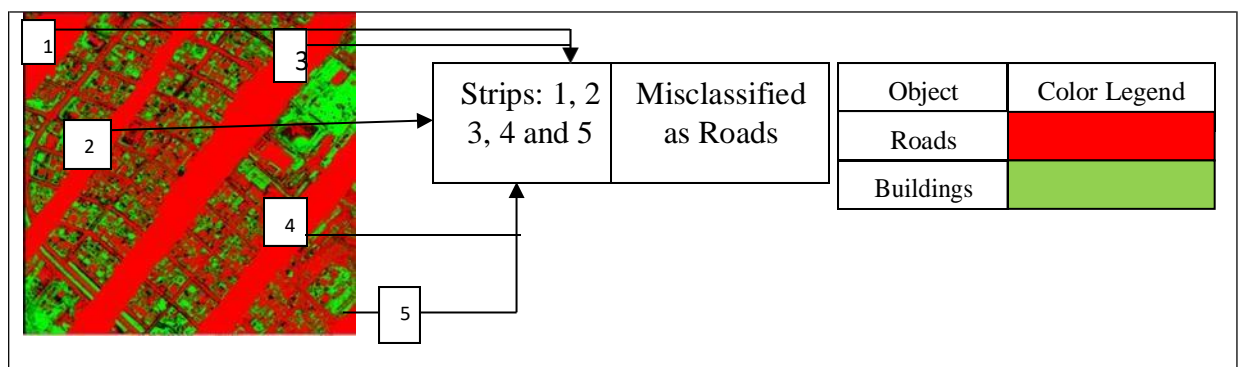 1
3
2
4
5
Strips: 1, 2
3, 4 and 5
Misclassified
as Roads
Object
Color Legend
Roads
Buildings